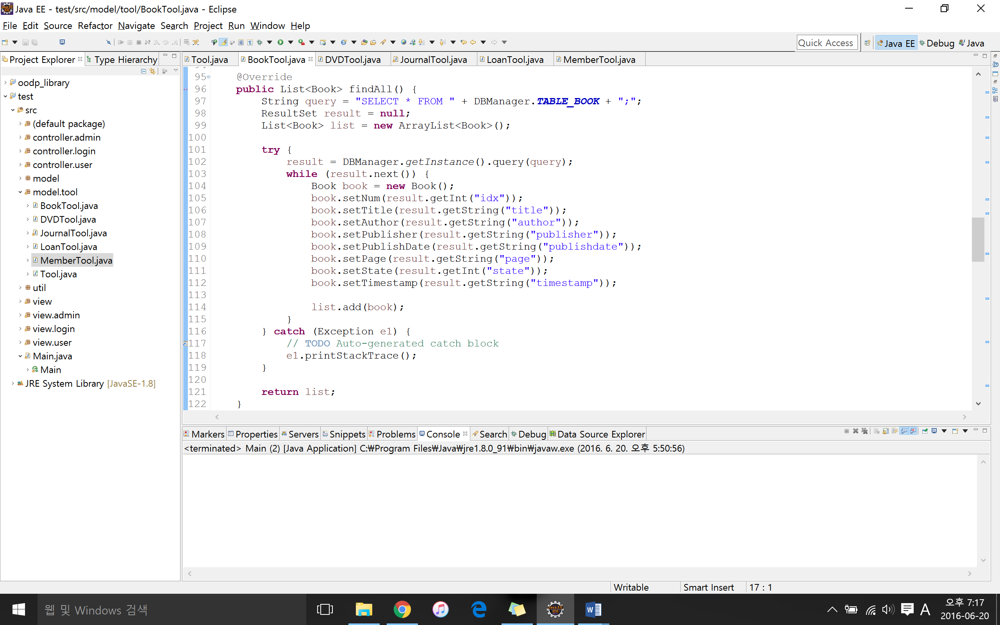 Java EE - test/src/model/tool/BookTool.java - Eclipse
File Edit Source Refactor Navigate Search Project Run Window Help
Quick Access Java EE Debug Java
Project Explorer Type Hierarchy
oodp_library
test
src
(default package)
controller.admin
controller.login
controller.user
model
model.tool
BookTool.java
DVDTool.java
JournalTool.java
LoanTool.java
MemberTool.java
Tool.java
util
view
view.admin
view.login
view.user
Main.java
Main
JRE System Library [JavaSE-1.8]
Tool.java BookTool.java DVDTool.java JournalTool.java LoanTool.java MemberTool.java
95 @Override
96 public List<Book> findAll() {
97 String query = "SELECT * FROM " + DBManager.TABLE_BOOK + ";";
98 ResultSet result = null;
99 List<Book> list = new ArrayList<Book>();
100
101 try {
102 result = DBManager.getInstance().query(query);
103 while (result.next()) {
104 Book book = new Book();
105 book.setNum(result.getInt("idx"));
106 book.setTitle(result.getString("title"));
107 book.setAuthor(result.getString("author"));
108 book.setPublisher(result.getString("publisher"));
109 book.setPublishDate(result.getString("publishdate"));
110 book.setPage(result.getString("page"));
111 book.setState(result.getInt("state"));
112 book.setTimestamp(result.getString("timestamp"));
113
114 list.add(book);
115 }
116 } catch (Exception e1) {
117 // TODO Auto-generated catch block
118 e1.printStackTrace();
119 }
120
121 return list;
122 }
Markers Properties Servers Snippets Problems Console Search Debug Data Source Explorer
<terminated> Main (2) [Java Application] C:₩Program Files₩Java₩jre1.8.0_91₩bin₩javaw.exe (2016. 6. 20. 오후 5:50:56)
Writable Smart Insert 17 : 1
웹 및 Windows 검색
Java EE
IDE
A
오후 7:17
2016-06-20